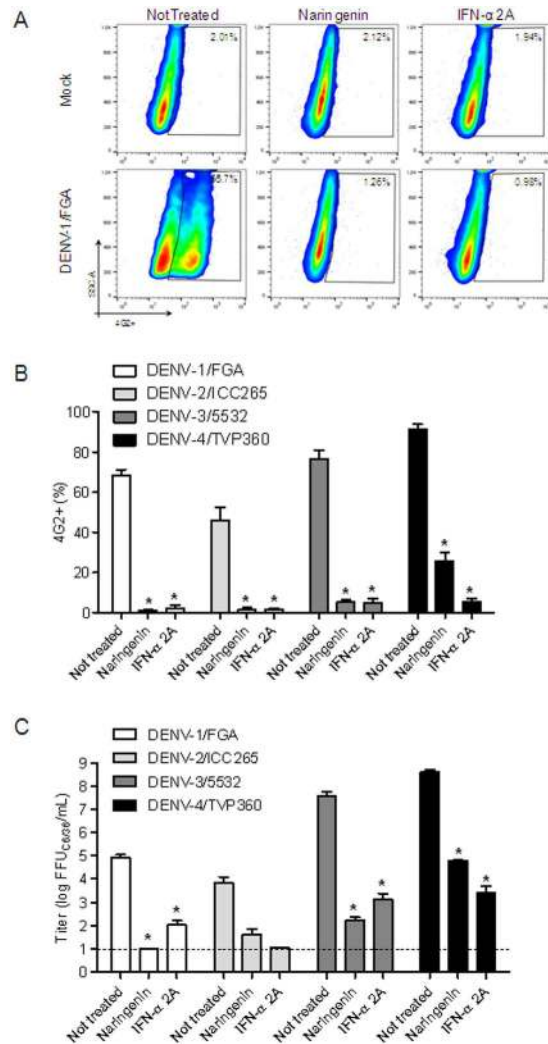 A
Not Treated
Naringenin
IFN-α 2A
Mock
2.01%
2.12%
1.94%
DENV-1/FGA
1.26%
0.98%
SSC-A
4G2+
B
DENV-1/FGA
DENV-2/ICC265
DENV-3/5532
DENV-4/TVP360
4G2+ (%)
100
80
60
40
20
0
* * * * * * * *
Not treated
Naringenin
IFN-α 2A
Not treated
Naringenin
IFN-α 2A
Not treated
Naringenin
IFN-α 2A
Not treated
Naringenin
IFN-α 2A
C
DENV-1/FGA
DENV-2/ICC265
DENV-3/5532
DENV-4/TVP360
Titer (log FFU C6/36/mL)
9
8
7
5
4
2
1
0
* * * * * *
Not treated
Naringenin
IFN-α 2A
Not treated
Naringenin
IFN-α 2A
Not treated
Naringenin
IFN-α 2A
Not treated
Naringenin
IFN-α 2A